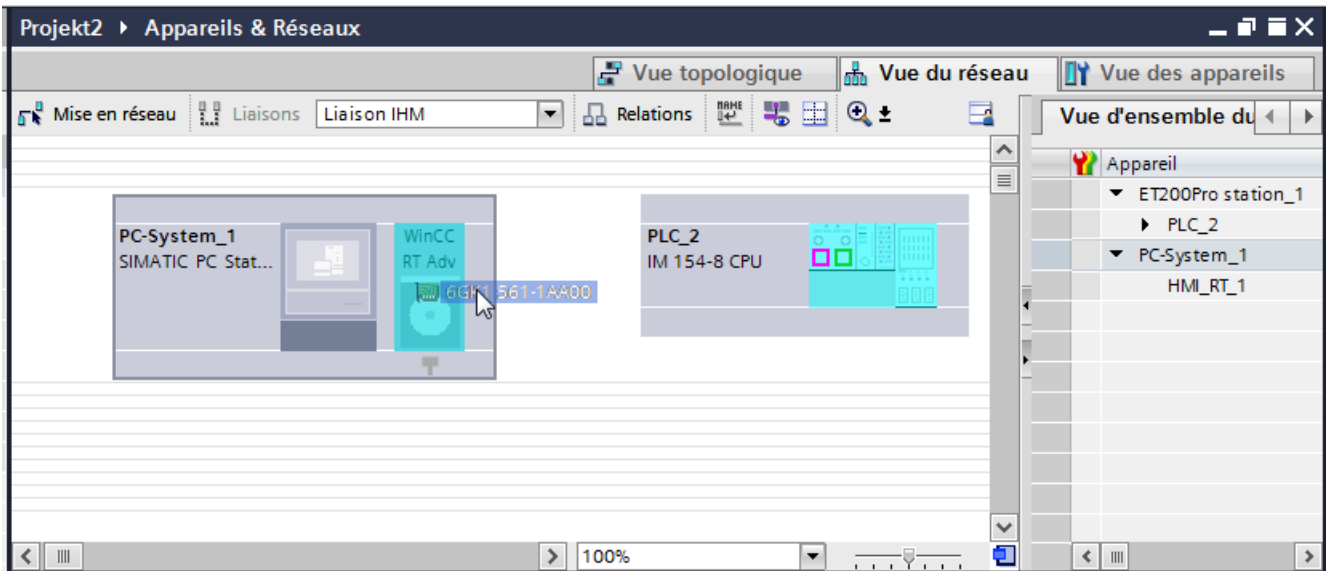 Projekt2 ▸ Appareils & Réseaux
Vue topologique
Vue du réseau
Vue des appareils
Mise en réseau
Liaisons
Liaison IHM
Relations
NAME
Vue d'ensemble du
Appareil
ET200Pro station_1
PLC_2
PC-System_1
HMI_RT_1
PC-System_1
SIMATIC PC Stat...
WinCC
RT Adv
6GK1 561-1AA00
PLC_2
IM 154-8 CPU
100%